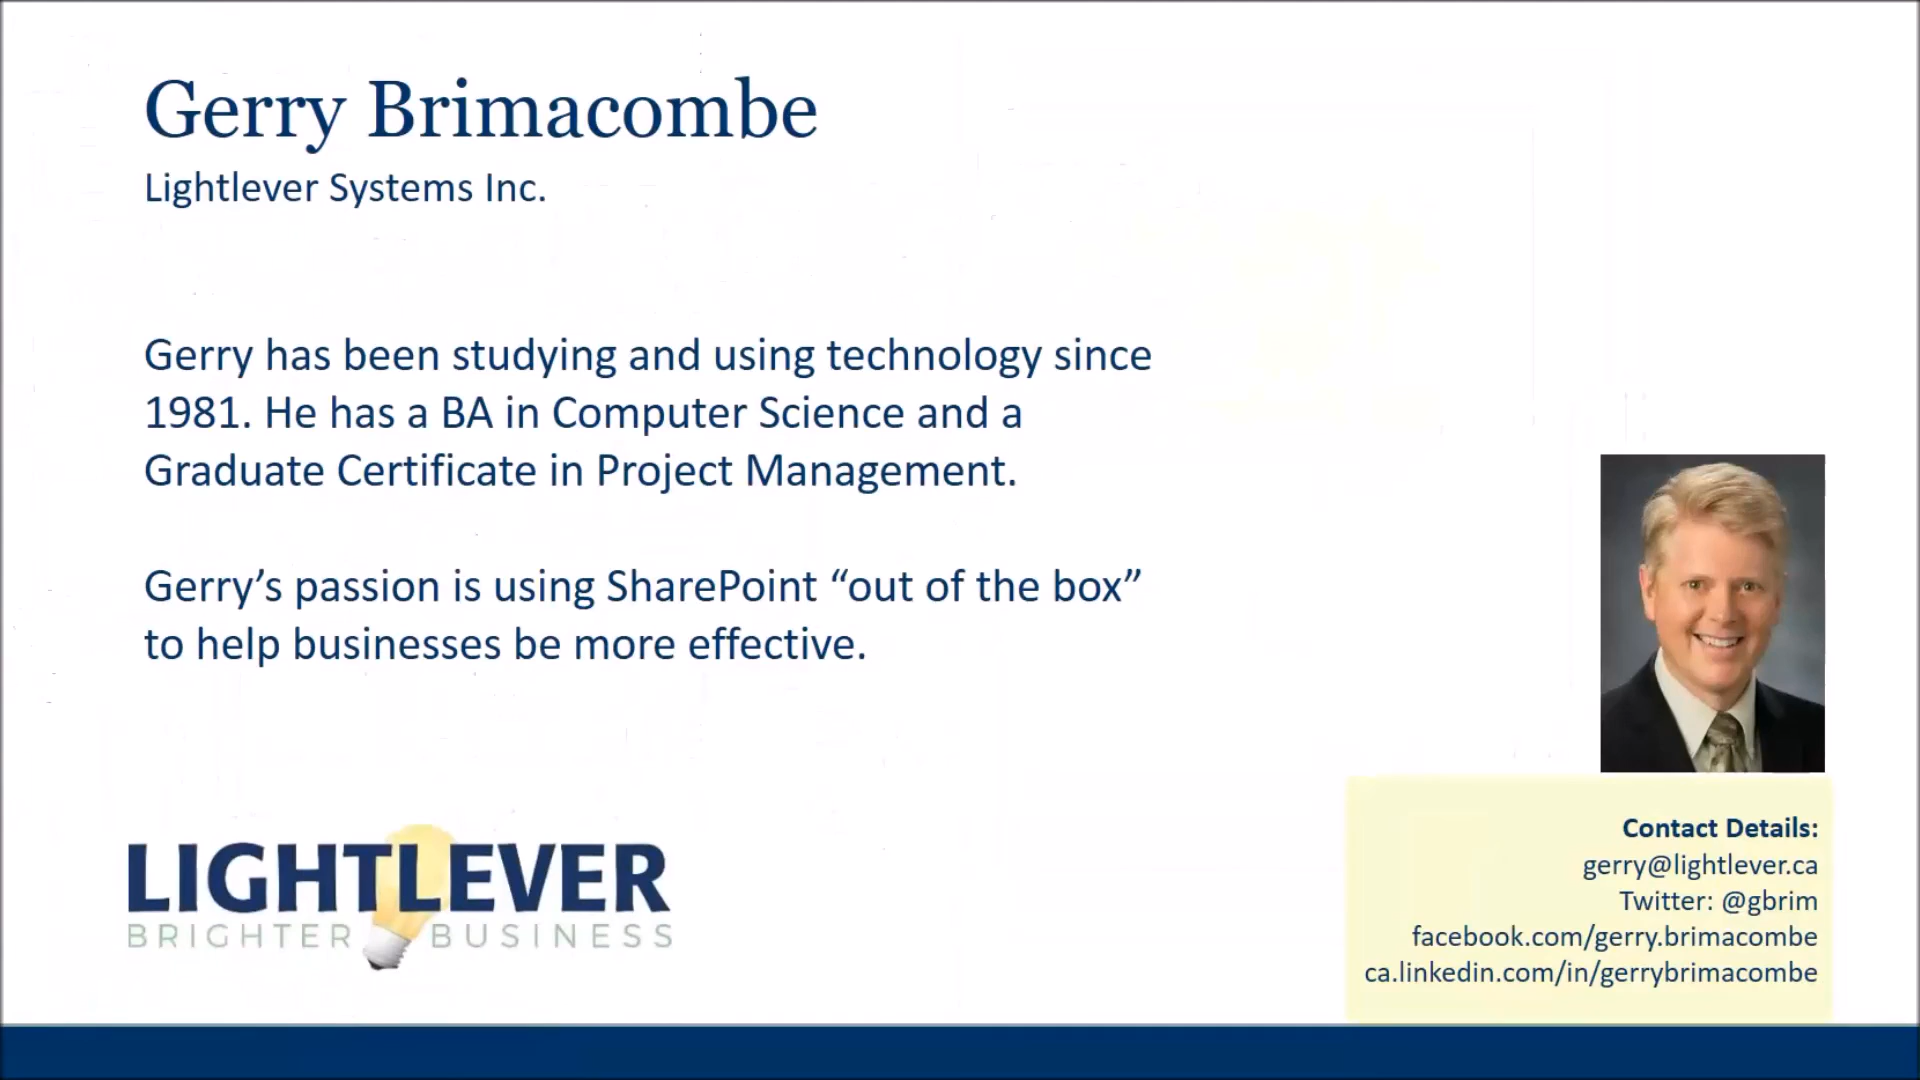 Gerry Brimacombe
Lightlever Systems Inc.
Gerry has been studying and using technology since
1981. He has a BA in Computer Science and a
Graduate Certificate in Project Management.
Gerry’s passion is using SharePoint “out of the box”
to help businesses be more effective.
LIGHTLEVER
BRIGHTER BUSINESS
Contact Details:
gerry@lightlever.ca
Twitter: @gbrim
facebook.com/gerry.brimacombe
ca.linkedin.com/in/gerrybrimacombe